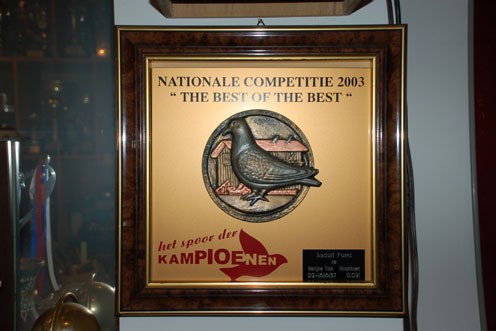 NATIONALE COMPETITIE 2003
“ THE BEST OF THE BEST “
het spoor der
KAMPIOENEN